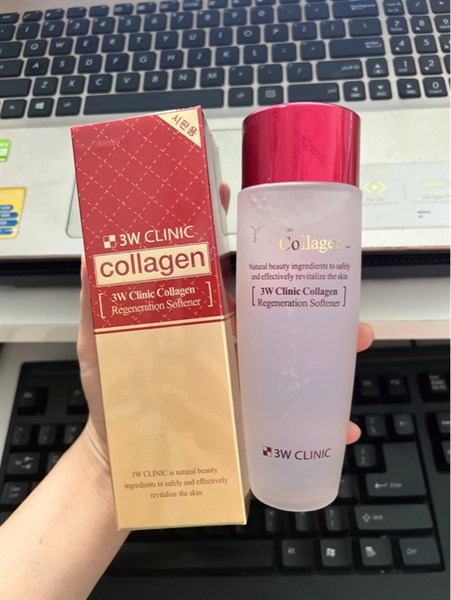 시판용
3W CLINIC
collagen
3W Clinic Collagen
Regeneration Softener
3W CLINIC is natural beauty
ingredients to safely and effectively
revitalize the skin.
Collagen
Natural beauty ingredients to safely
and effectively revitalize the skin
3W Clinic Collagen
Regeneration Softener
3W CLINIC